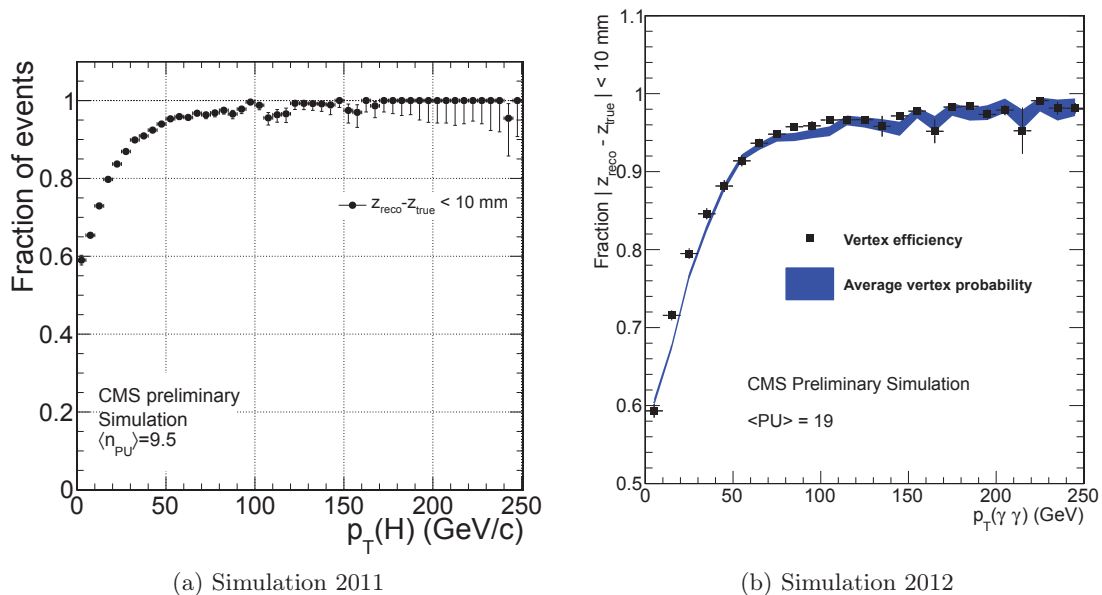 Fraction of events
1
0.8
0.6
0.4
0.2
0
z_reco-z_true < 10 mm
CMS preliminary
Simulation
⟨n_PU⟩=9.5
0 50 100 150 200 250
p_T(H) (GeV/c)
(a) Simulation 2011
Fraction | z_reco - z_true | < 10 mm
1.1
1
0.9
0.8
0.7
0.6
0.5
Vertex efficiency
Average vertex probability
CMS Preliminary Simulation
<PU> = 19
0 50 100 150 200 250
p_T(γ γ) (GeV)
(b) Simulation 2012